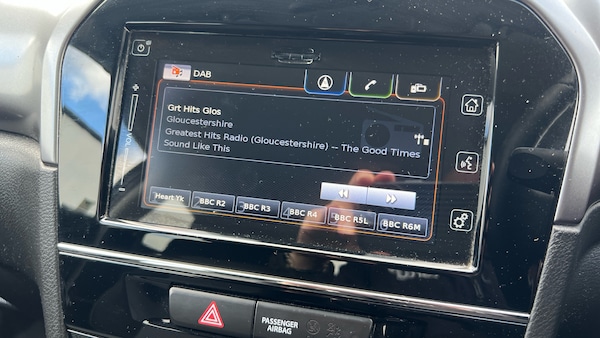 DAB
Grt Hits Glos
Gloucestershire
Greatest Hits Radio (Gloucestershire) -- The Good Times
Sound Like This
Heart Yk
BBC R2
BBC R3
BBC R4
BBC R5L
BBC R6M
VOLUME
PASSENGER
AIRBAG